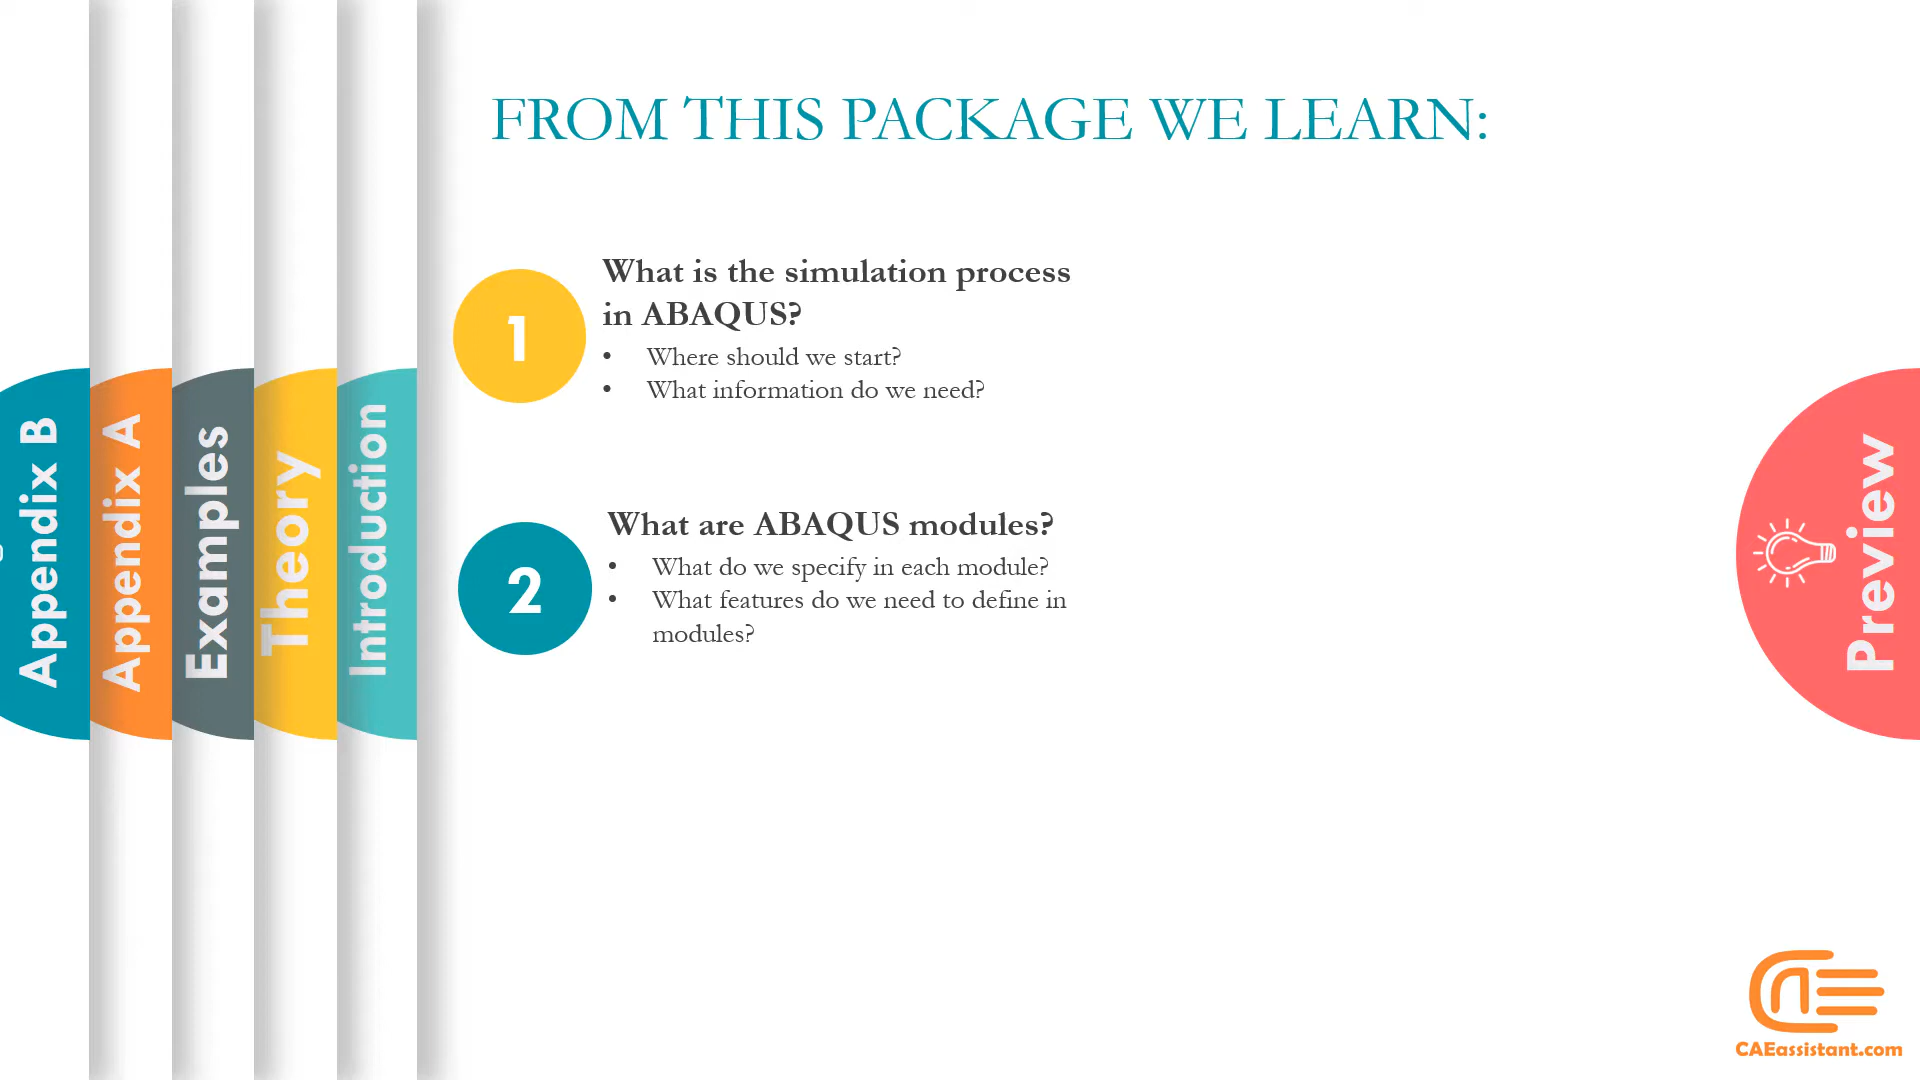 FROM THIS PACKAGE WE LEARN:
1
What is the simulation process
in ABAQUS?
• Where should we start?
• What information do we need?
2
What are ABAQUS modules?
• What do we specify in each module?
• What features do we need to define in
modules?
Appendix B
Appendix A
Examples
Theory
Introduction
Preview
CAEassistant.com